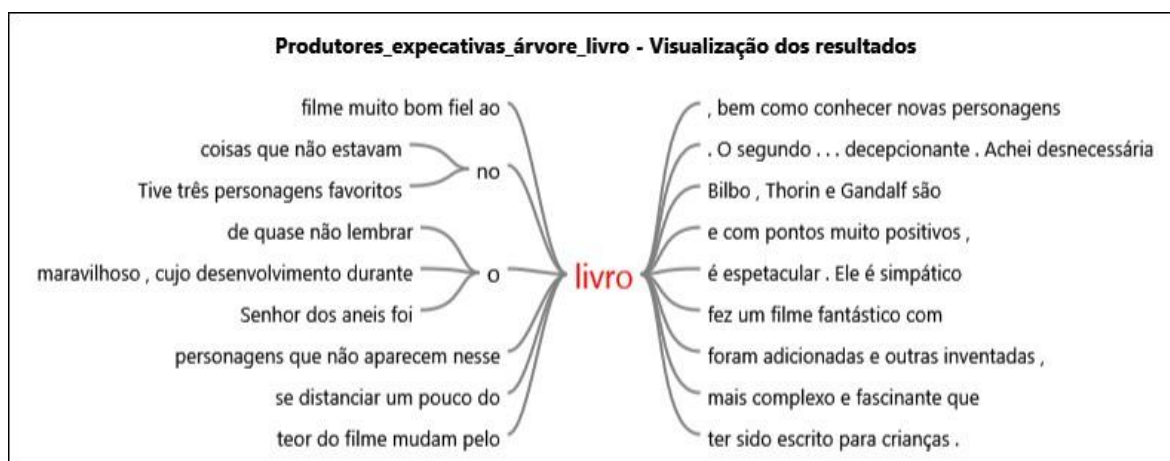 Produtores_expecativas_árvore_livro - Visualização dos resultados
filme muito bom fiel ao
coisas que não estavam
Tive três personagens favoritos
no
de quase não lembrar
maravilhoso , cujo desenvolvimento durante
Senhor dos aneis foi
o
personagens que não aparecem nesse
se distanciar um pouco do
teor do filme mudam pelo
livro
, bem como conhecer novas personagens
. O segundo . . . decepcionante . Achei desnecessária
Bilbo , Thorin e Gandalf são
e com pontos muito positivos ,
é espetacular . Ele é simpático
fez um filme fantástico com
foram adicionadas e outras inventadas ,
mais complexo e fascinante que
ter sido escrito para crianças .